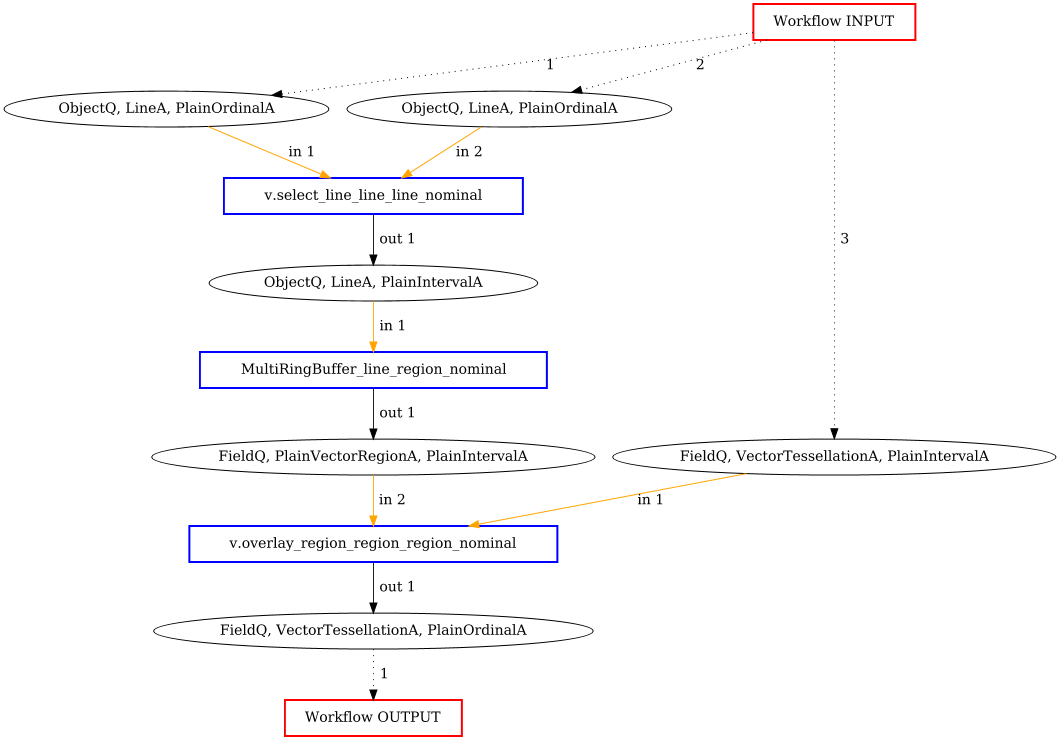 Workflow INPUT
1
2
ObjectQ, LineA, PlainOrdinalA
ObjectQ, LineA, PlainOrdinalA
in 1
in 2
v.select_line_line_line_nominal
out 1
3
ObjectQ, LineA, PlainIntervalA
in 1
MultiRingBuffer_line_region_nominal
out 1
FieldQ, PlainVectorRegionA, PlainIntervalA
FieldQ, VectorTessellationA, PlainIntervalA
in 2
in 1
v.overlay_region_region_region_nominal
out 1
FieldQ, VectorTessellationA, PlainOrdinalA
1
Workflow OUTPUT